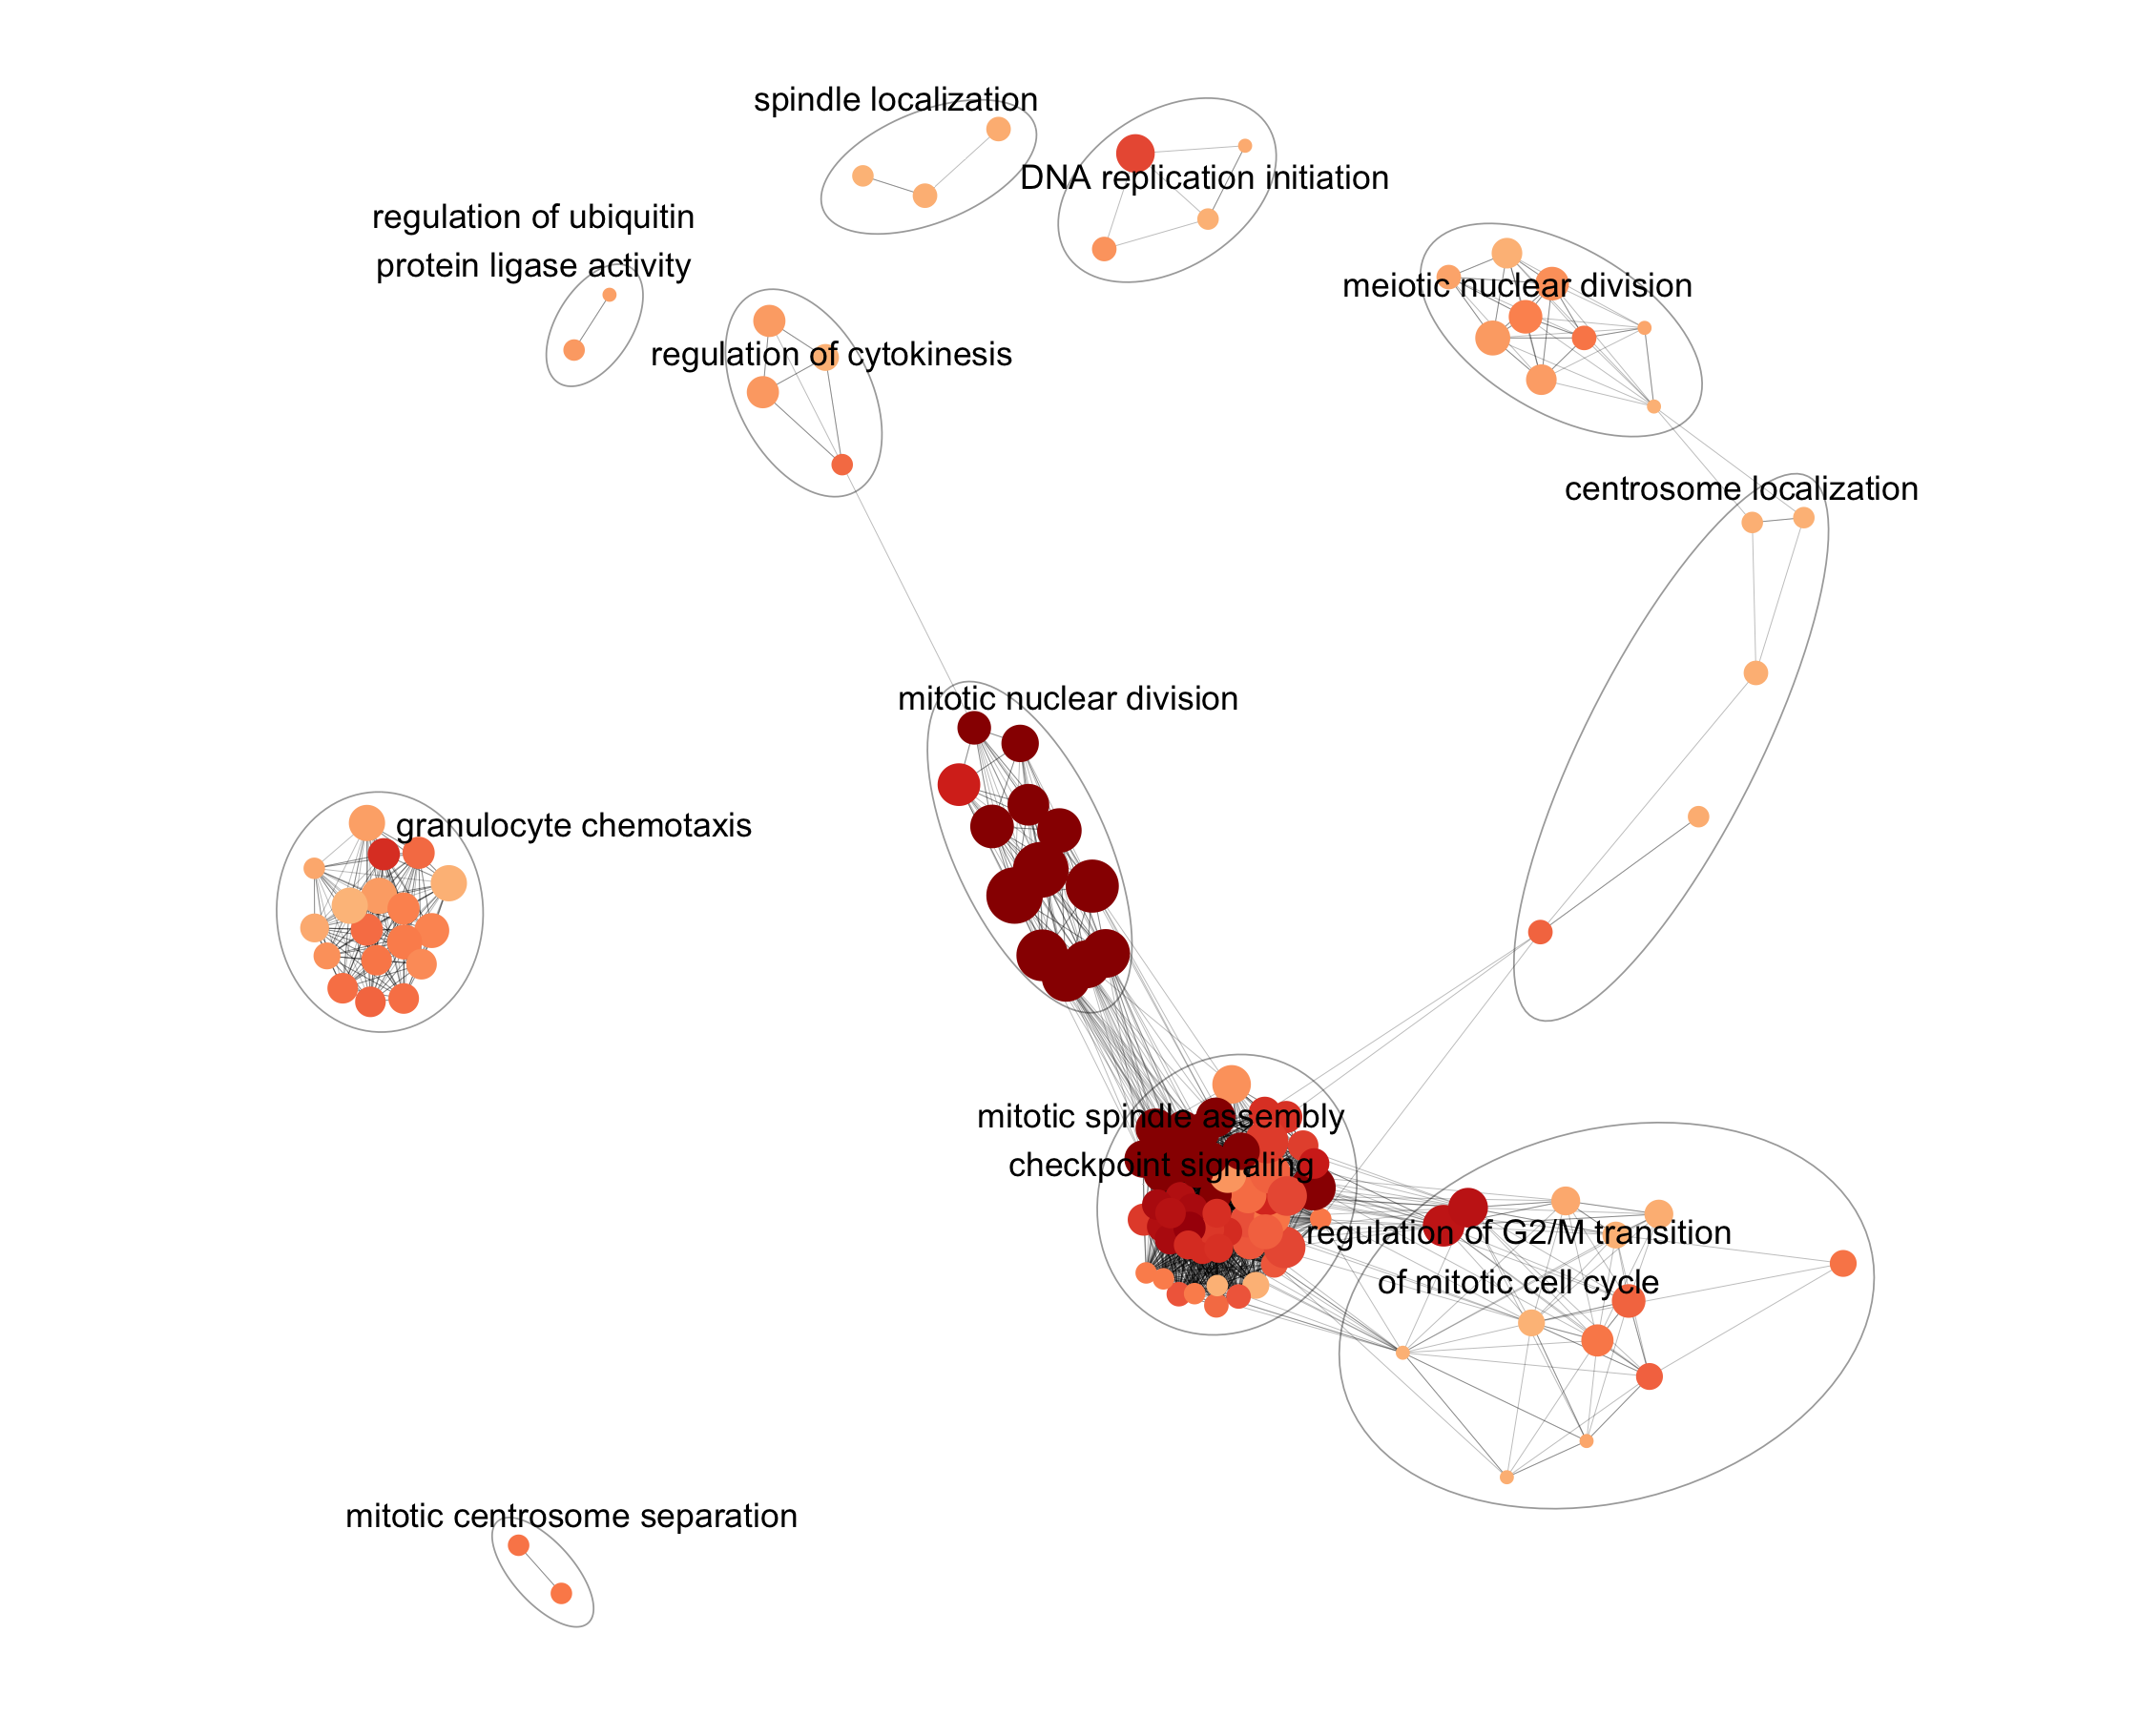 spindle localization
DNA replication initiation
regulation of ubiquitin
protein ligase activity
meiotic nuclear division
regulation of cytokinesis
centrosome localization
mitotic nuclear division
granulocyte chemotaxis
mitotic spindle assembly
checkpoint signaling
regulation of G2/M transition
of mitotic cell cycle
mitotic centrosome separation